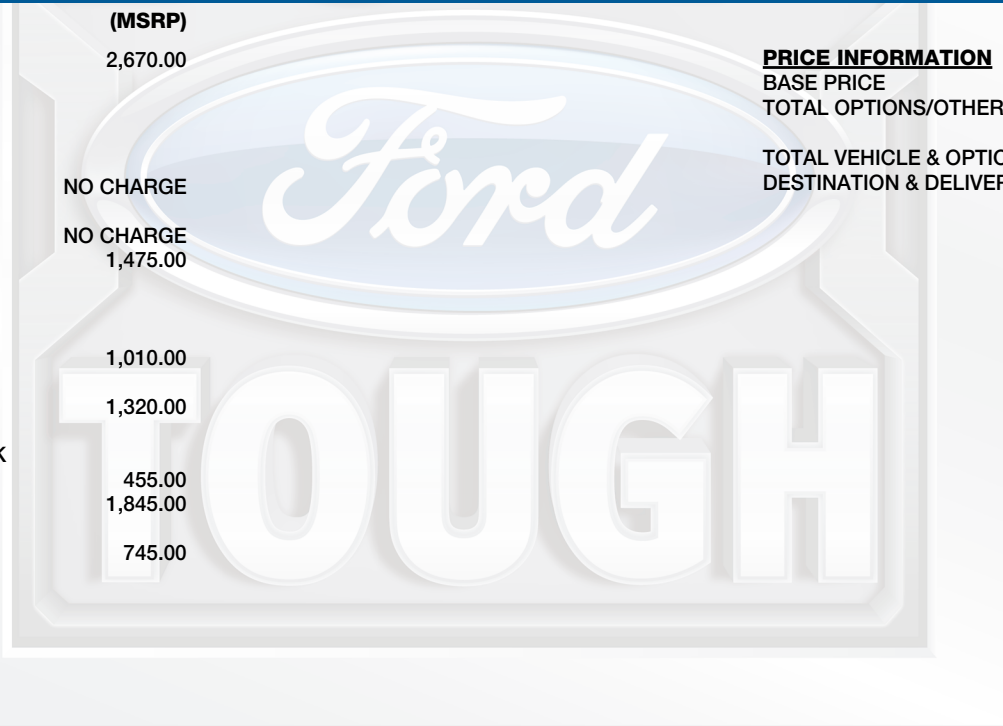 (MSRP)
2,670.00
NO CHARGE
NO CHARGE
1,475.00
1,010.00
1,320.00
K
455.00
1,845.00
745.00
PRICE INFORMATION
BASE PRICE
TOTAL OPTIONS/OTHER
TOTAL VEHICLE & OPTIO
DESTINATION & DELIVER
Ford
TOUGH